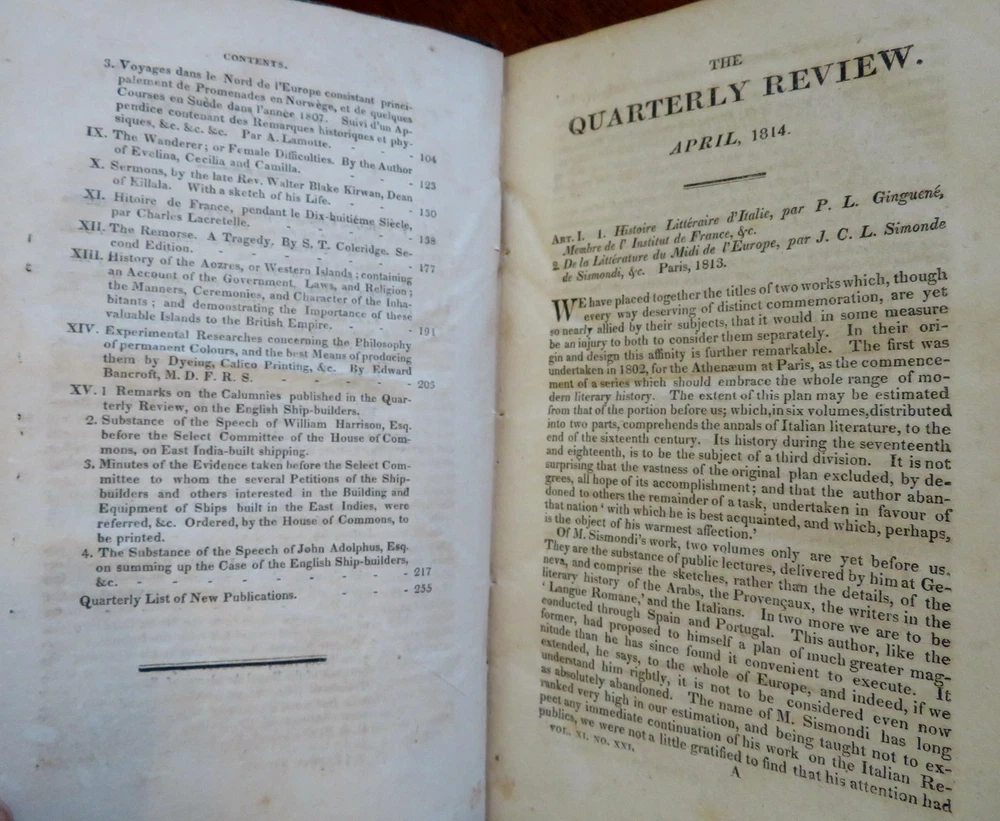 CONTENTS.
3. Voyages dans le Nord de l'Europe consistant princi-
palement de Promenades en Norwège, et de quelques
Courses en Suède dans l'année 1807. Suivi d'un Ap-
pendice contenant des Remarques historiques et phy-
siques, &c. &c. &c. Par A. Lamotte. - - 104
IX. The Wanderer; or Female Difficulties. By the Author
of Evelina, Cecilia and Camilla. - - - 123
X. Sermons, by the late Rev. Walter Blake Kirwan, Dean
of Killala. With a sketch of his Life. - - - 130
XI. Hitoire de France, pendant le Dix-huitiéme Siècle,
par Charles Lacretelle. - - - - 138
XII. The Remorse. A Tragedy. By S. T. Coleridge. Se-
cond Edition. - - - - - - 177
XIII. History of the Aozres, or Western Islands; containing
an Account of the Government, Laws, and Religion;
the Manners, Ceremonies, and Character of the Inha-
bitants; and demonstrating the Importance of these
valuable Islands to the British Empire. - - - 191
XIV. Experimental Researches concerning the Philosophy
of permanent Colours, and the best Means of producing
them by Dyeing, Calico Printing, &c. By Edward
Bancroft, M. D. F. R. S. - - - - - 205
XV. 1 Remarks on the Calumnies published in the Quar-
terly Review, on the English Ship-builders.
2. Substance of the Speech of William Harrison, Esq.
before the Select Committee of the House of Com-
mons, on East India-built shipping.
3. Minutes of the Evidence taken before the Select Com-
mittee to whom the several Petitions of the Ship-
builders and others interested in the Building and
Equipment of Ships built in the East Indies, were
referred, &c. Ordered, by the House of Commons, to
be printed.
4. The Substance of the Speech of John Adolphus, Esq.
on summing up the Case of the English Ship-builders,
&c. - - - - - - - - - 217
Quarterly List of New Publications. - - - - 255
THE
QUARTERLY REVIEW.
APRIL, 1814.
ART. I. 1. Histoire Littéraire d'Italie, par P. L. Ginguené,
Membre de l' Institut de France, &c.
2. De la Littérature du Midi de l'Europe, par J. C. L. Simonde
de Sismondi, &c. Paris, 1813.
WE have placed together the titles of two works which, though
every way deserving of distinct commemoration, are yet
so nearly allied by their subjects, that it would in some measure
be an injury to both to consider them separately. In their ori-
gin and design this affinity is further remarkable. The first was
undertaken in 1802, for the Athenæum at Paris, as the commence-
ment of a series which should embrace the whole range of mo-
dern literary history. The extent of this plan may be estimated
from that of the portion before us; which, in six volumes, distributed
into two parts, comprehends the annals of Italian literature, to the
end of the sixteenth century. Its history during the seventeenth
and eighteenth, is to be the subject of a third division. It is not
surprising that the vastness of the original plan excluded, by de-
grees, all hope of its accomplishment; and that the author aban-
doned to others the remainder of a task, undertaken in favour of
that nation ' with which he is best acquainted, and which, perhaps,
is the object of his warmest affection.'
Of M. Sismondi's work, two volumes only are yet before us.
They are the substance of public lectures, delivered by him at Ge-
neva, and comprise the sketches, rather than the details, of the
literary history of the Arabs, the Provençaux, the writers in the
' Langue Romane,' and the Italians. In two more we are to be
conducted through Spain and Portugal. This author, like the
former, had proposed to himself a plan of much greater mag-
nitude than he has since found it convenient to execute. It
extended, he says, to the whole of Europe, and indeed, if we
understand him rightly, it is not to be considered even now
as absolutely abandoned. The name of M. Sismondi has long
ranked very high in our estimation, and being taught not to ex-
pect any immediate continuation of his work on the Italian Re-
publics, we were not a little gratified to find that his attention had
VOL. XI. NO. XXI.
A